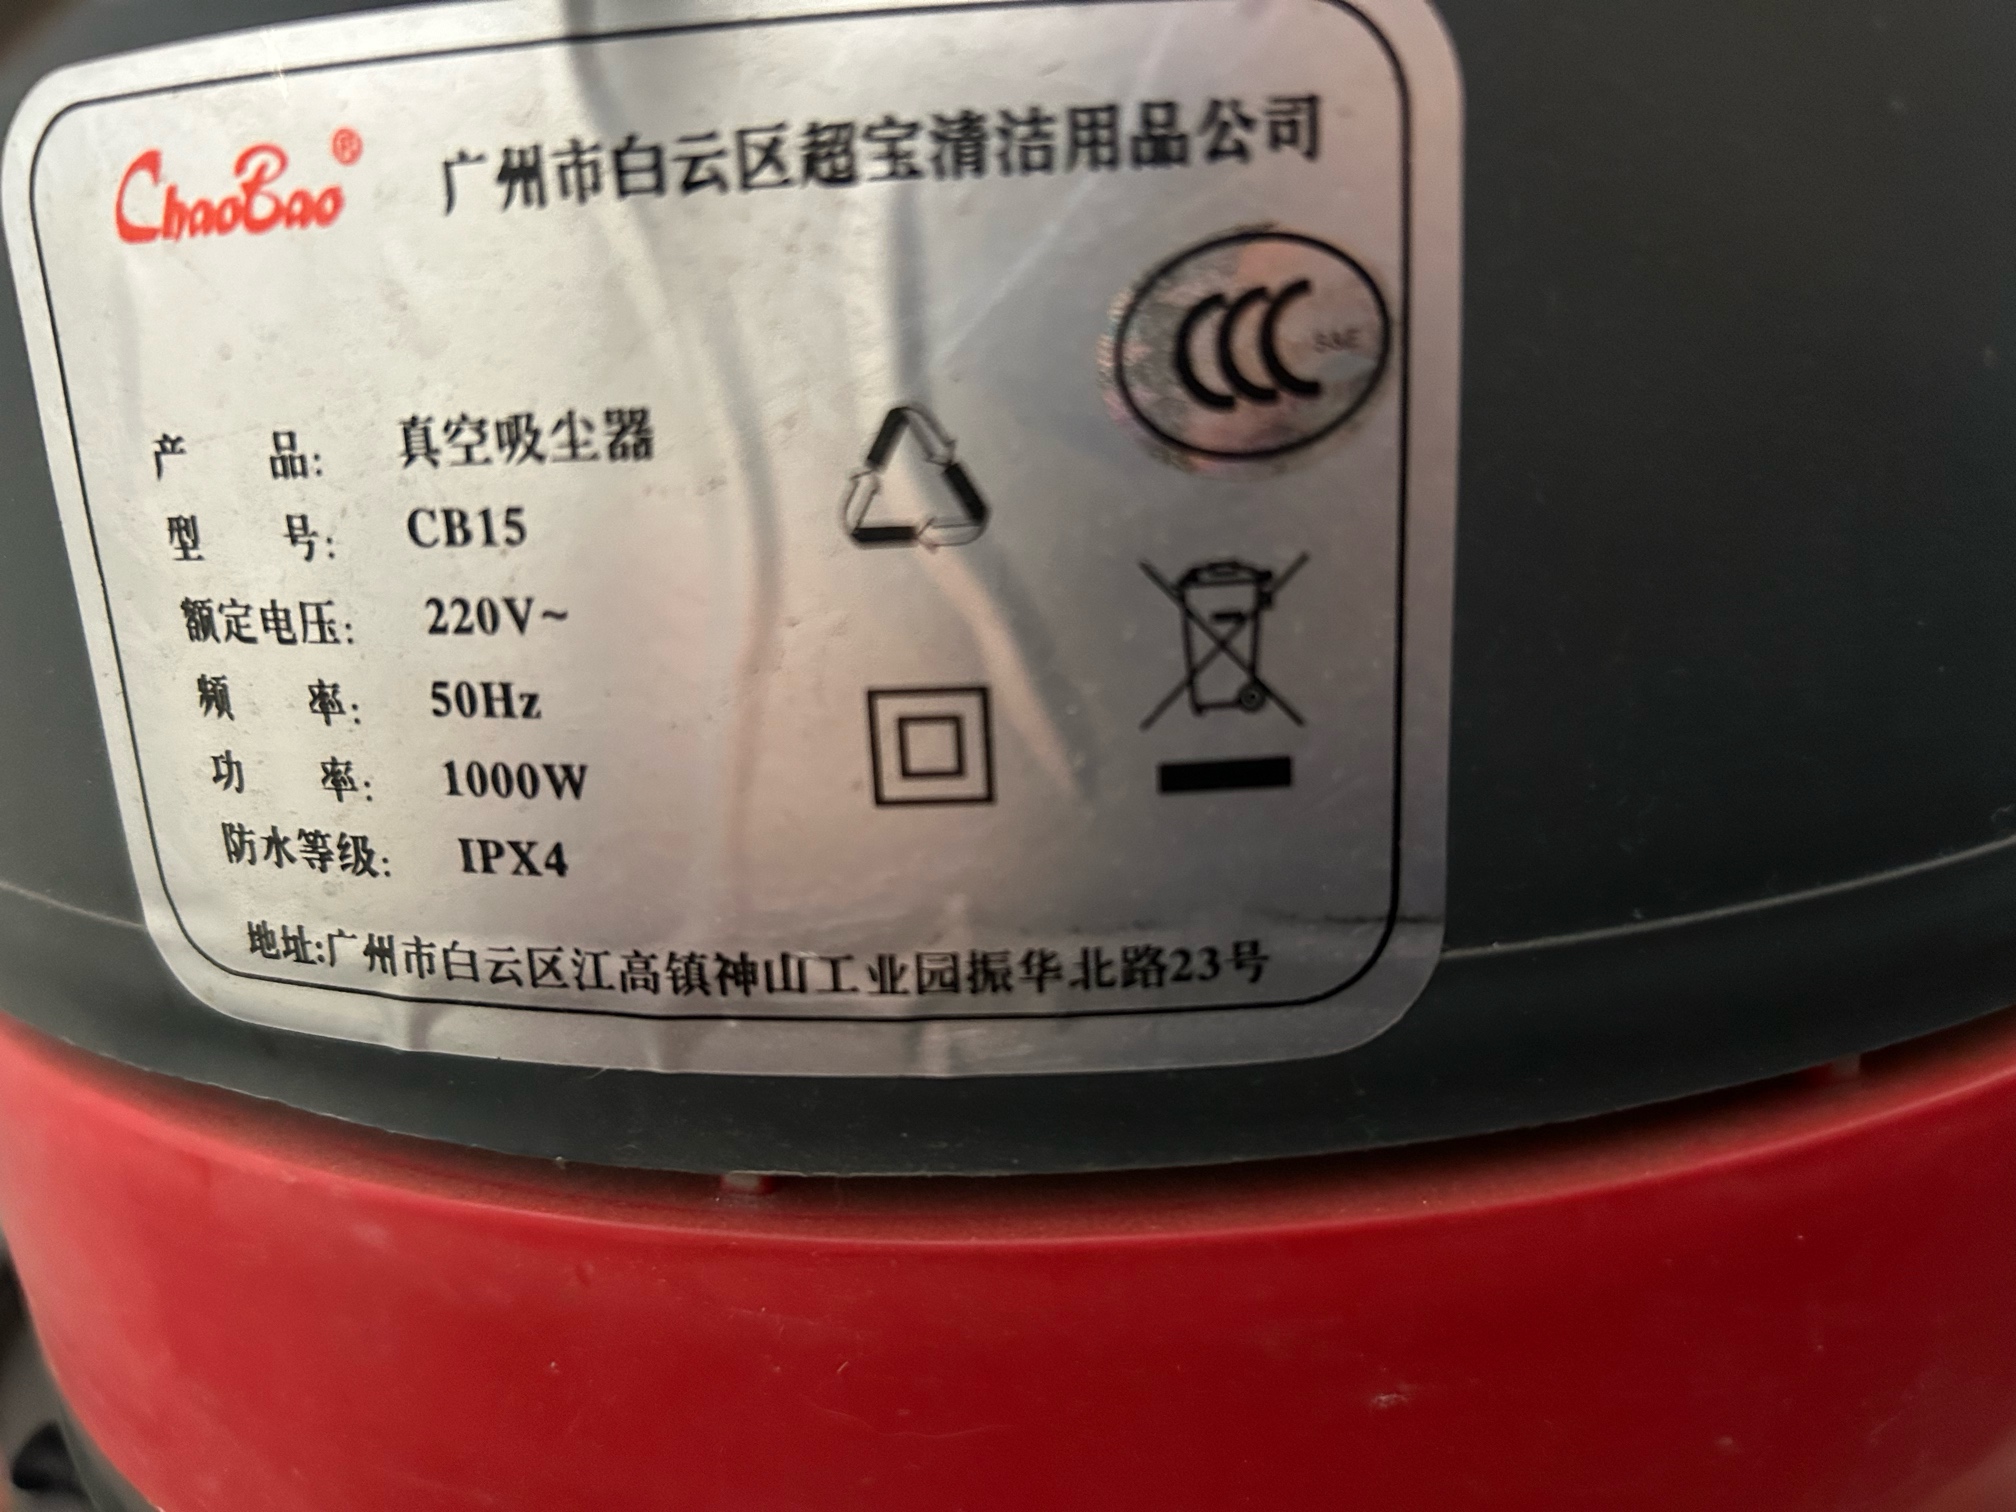 ChaoBao®
广州市白云区超宝清洁用品公司
产品: 真空吸尘器
型号: CB15
额定电压: 220V~
频率: 50Hz
功率: 1000W
防水等级: IPX4
地址:广州市白云区江高镇神山工业园振华北路23号
S&E